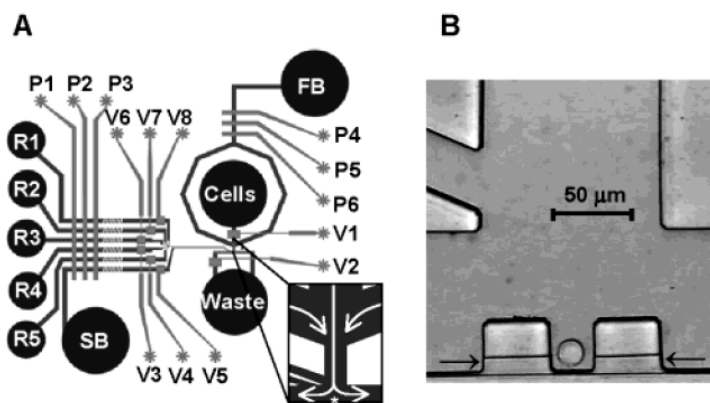 A
B
P1 P2 P3
FB
V6 V7 V8
P4
R1
P5
R2
Cells
P6
R3
V1
R4
V2
R5
Waste
SB
V3 V4 V5
*
50 µm